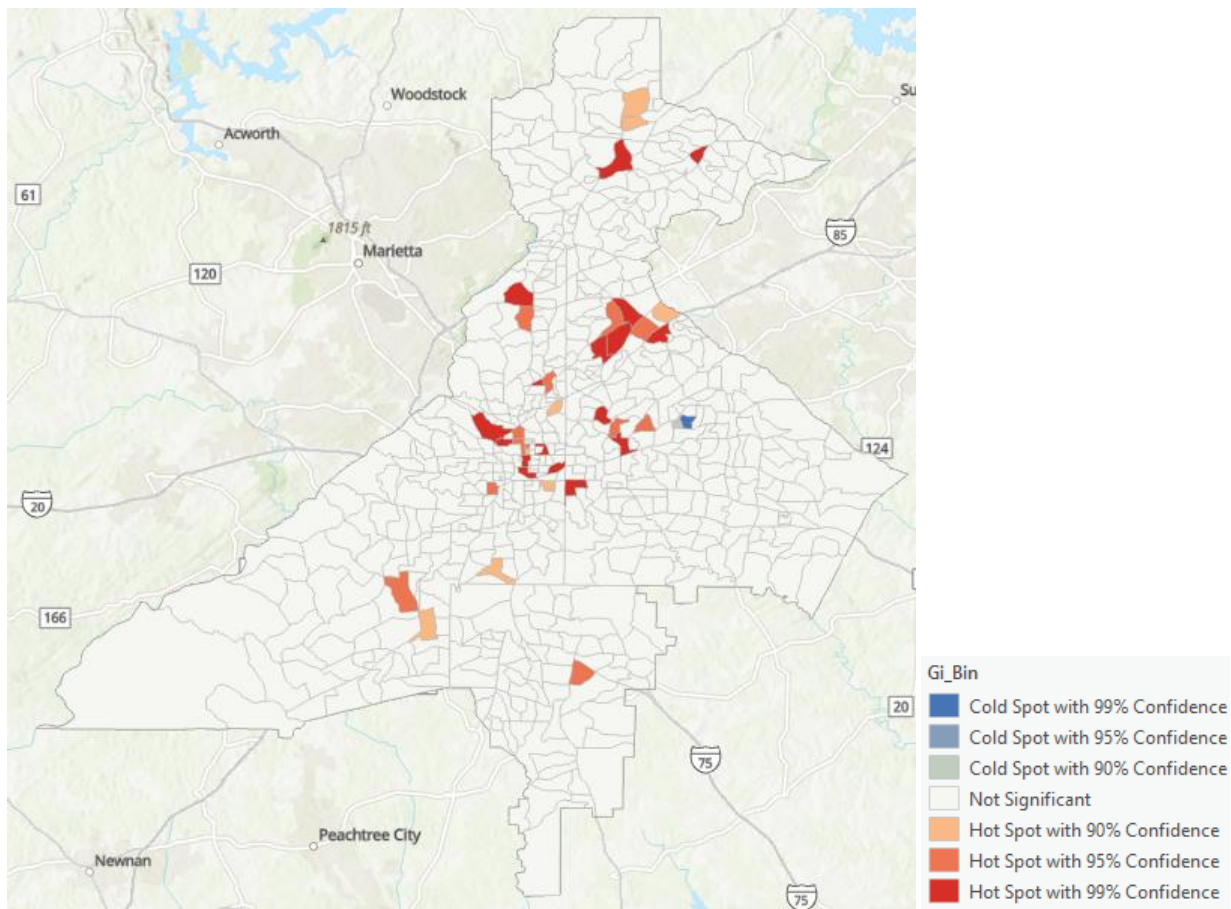 Woodstock
Su
Acworth
61
1815 ft
85
Marietta
120
124
20
166
20
75
Peachtree City
Newnan
75
Gi_Bin
Cold Spot with 99% Confidence
Cold Spot with 95% Confidence
Cold Spot with 90% Confidence
Not Significant
Hot Spot with 90% Confidence
Hot Spot with 95% Confidence
Hot Spot with 99% Confidence